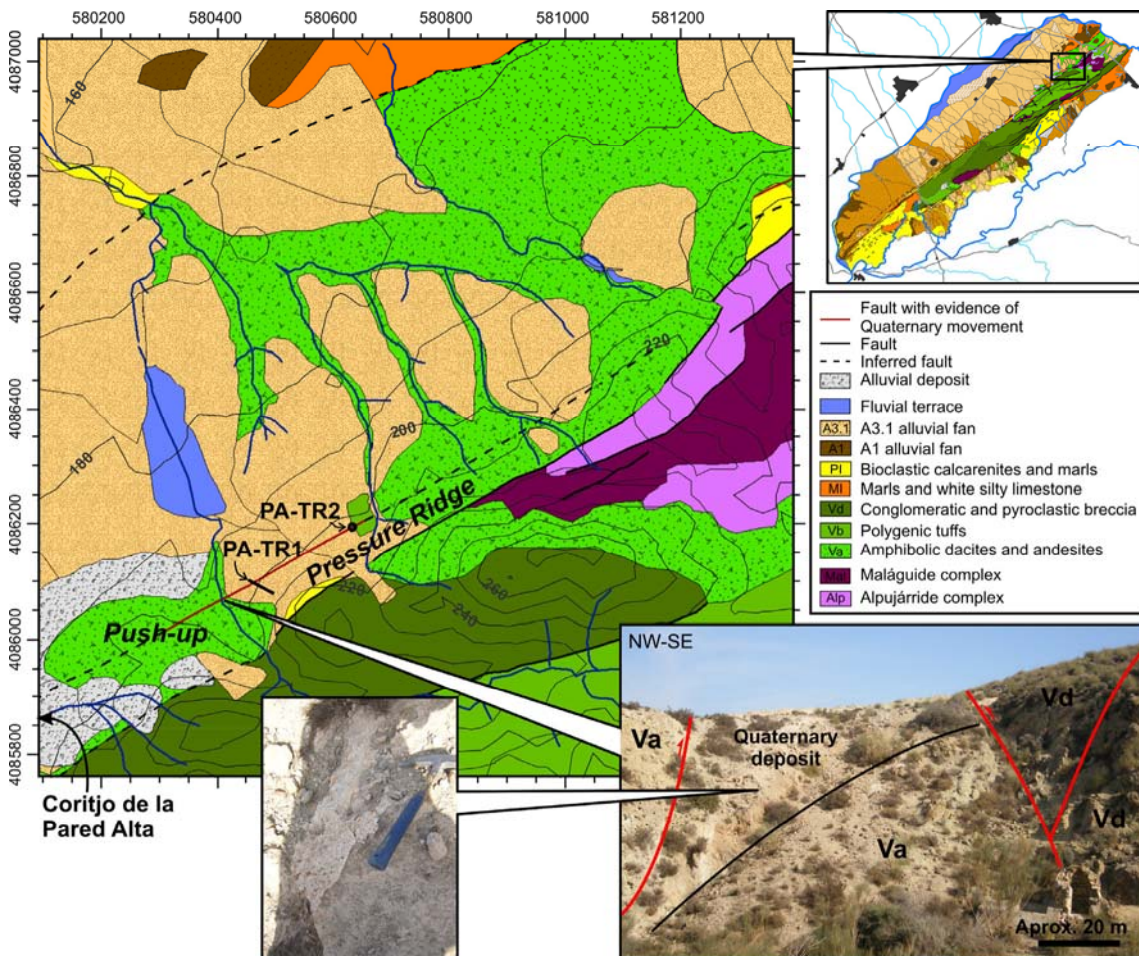 580200 580400 580600 580800 581000 581200
4087000
4086800
4086600
4086400
4086200
4086000
4085800
160
180
200
220
220
240
260
PA-TR2
PA-TR1
Pressure Ridge
Push-up
Coritjo de la
Pared Alta
Fault with evidence of
Quaternary movement
Fault
Inferred fault
Alluvial deposit
Fluvial terrace
A3.1 A3.1 alluvial fan
A1 A1 alluvial fan
Pl Bioclastic calcarenites and marls
Ml Marls and white silty limestone
Vd Conglomeratic and pyroclastic breccia
Vb Polygenic tuffs
Va Amphibolic dacites and andesites
Mal Maláguide complex
Alp Alpujárride complex
NW-SE
Va
Quaternary
deposit
Vd
Vd
Va
Aprox. 20 m